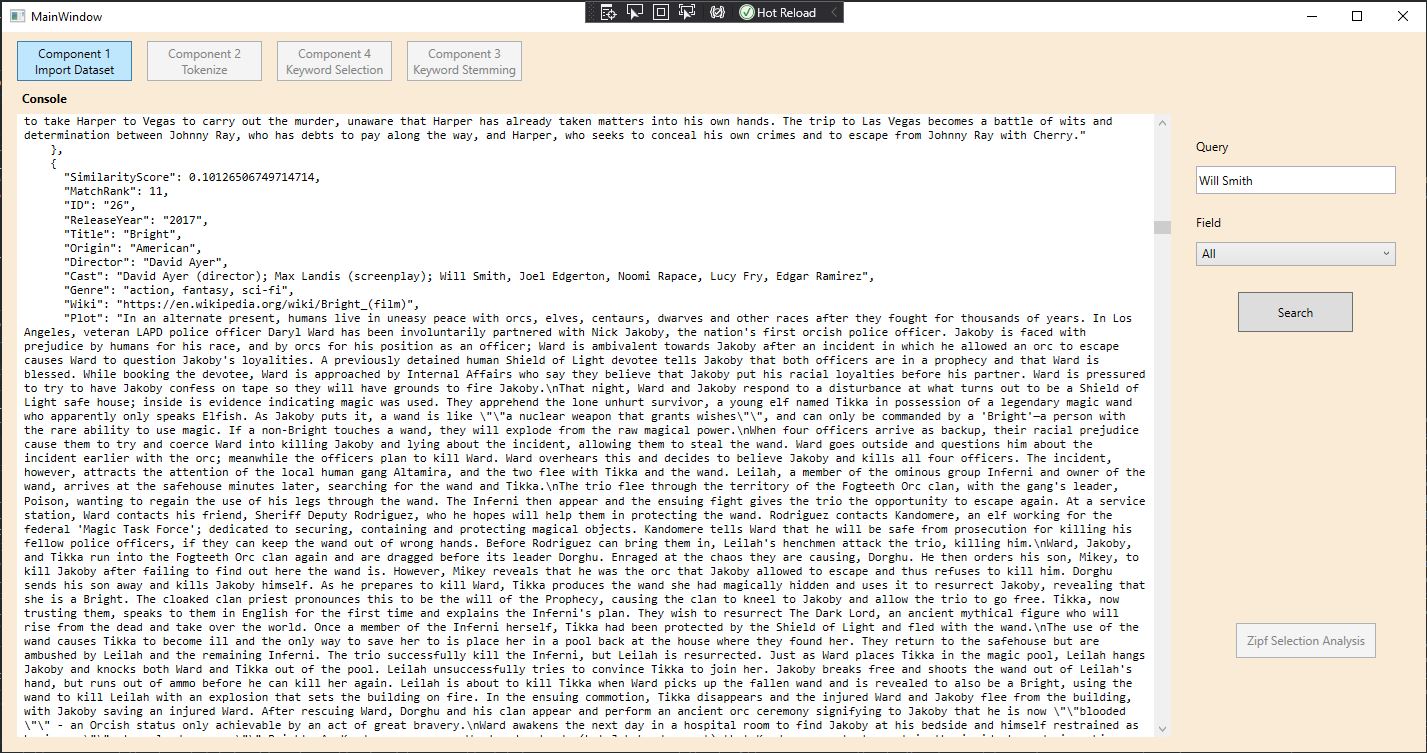 MainWindow
Hot Reload
Component 1
Import Dataset
Component 2
Tokenize
Component 4
Keyword Selection
Component 3
Keyword Stemming
Console
to take Harper to Vegas to carry out the murder, unaware that Harper has already taken matters into his own hands. The trip to Las Vegas becomes a battle of wits and
determination between Johnny Ray, who has debts to pay along the way, and Harper, who seeks to conceal his own crimes and to escape from Johnny Ray with Cherry."
},
{
"SimilarityScore": 0.10126506749714714,
"MatchRank": 11,
"ID": "26",
"ReleaseYear": "2017",
"Title": "Bright",
"Origin": "American",
"Director": "David Ayer",
"Cast": "David Ayer (director); Max Landis (screenplay); Will Smith, Joel Edgerton, Noomi Rapace, Lucy Fry, Edgar Ramirez",
"Genre": "action, fantasy, sci-fi",
"Wiki": "https://en.wikipedia.org/wiki/Bright_(film)",
"Plot": "In an alternate present, humans live in uneasy peace with orcs, elves, centaurs, dwarves and other races after they fought for thousands of years. In Los
Angeles, veteran LAPD police officer Daryl Ward has been involuntarily partnered with Nick Jakoby, the nation's first orcish police officer. Jakoby is faced with
prejudice by humans for his race, and by orcs for his position as an officer; Ward is ambivalent towards Jakoby after an incident in which he allowed an orc to escape
causes Ward to question Jakoby's loyalities. A previously detained human Shield of Light devotee tells Jakoby that both officers are in a prophecy and that Ward is
blessed. While booking the devotee, Ward is approached by Internal Affairs who say they believe that Jakoby put his racial loyalties before his partner. Ward is pressured
to try to have Jakoby confess on tape so they will have grounds to fire Jakoby.\nThat night, Ward and Jakoby respond to a disturbance at what turns out to be a Shield of
Light safe house; inside is evidence indicating magic was used. They apprehend the lone unhurt survivor, a young elf named Tikka in possession of a legendary magic wand
who apparently only speaks Elfish. As Jakoby puts it, a wand is like \"\"a nuclear weapon that grants wishes\"\", and can only be commanded by a 'Bright'—a person with
the rare ability to use magic. If a non-Bright touches a wand, they will explode from the raw magical power.\nWhen four officers arrive as backup, their racial prejudice
cause them to try and coerce Ward into killing Jakoby and lying about the incident, allowing them to steal the wand. Ward goes outside and questions him about the
incident earlier with the orc; meanwhile the officers plan to kill Ward. Ward overhears this and decides to believe Jakoby and kills all four officers. The incident,
however, attracts the attention of the local human gang Altamira, and the two flee with Tikka and the wand. Leilah, a member of the ominous group Inferni and owner of the
wand, arrives at the safehouse minutes later, searching for the wand and Tikka.\nThe trio flee through the territory of the Fogteeth Orc clan, with the gang's leader,
Poison, wanting to regain the use of his legs through the wand. The Inferni then appear and the ensuing fight gives the trio the opportunity to escape again. At a service
station, Ward contacts his friend, Sheriff Deputy Rodriguez, who he hopes will help them in protecting the wand. Rodriguez contacts Kandomere, an elf working for the
federal 'Magic Task Force'; dedicated to securing, containing and protecting magical objects. Kandomere tells Ward that he will be safe from prosecution for killing his
fellow police officers, if they can keep the wand out of wrong hands. Before Rodriguez can bring them in, Leilah's henchmen attack the trio, killing him.\nWard, Jakoby,
and Tikka run into the Fogteeth Orc clan again and are dragged before its leader Dorghu. Enraged at the chaos they are causing, Dorghu. He then orders his son, Mikey, to
kill Jakoby after failing to find out here the wand is. However, Mikey reveals that he was the orc that Jakoby allowed to escape and thus refuses to kill him. Dorghu
sends his son away and kills Jakoby himself. As he prepares to kill Ward, Tikka produces the wand she had magically hidden and uses it to resurrect Jakoby, revealing that
she is a Bright. The cloaked clan priest pronounces this to be the will of the Prophecy, causing the clan to kneel to Jakoby and allow the trio to go free. Tikka, now
trusting them, speaks to them in English for the first time and explains the Inferni's plan. They wish to resurrect The Dark Lord, an ancient mythical figure who will
rise from the dead and take over the world. Once a member of the Inferni herself, Tikka had been protected by the Shield of Light and fled with the wand.\nThe use of the
wand causes Tikka to become ill and the only way to save her to is place her in a pool back at the house where they found her. They return to the safehouse but are
ambushed by Leilah and the remaining Inferni. The trio successfully kill the Inferni, but Leilah is resurrected. Just as Ward places Tikka in the magic pool, Leilah hangs
Jakoby and knocks both Ward and Tikka out of the pool. Leilah unsuccessfully tries to convince Tikka to join her. Jakoby breaks free and shoots the wand out of Leilah's
hand, but runs out of ammo before he can kill her again. Leilah is about to kill Tikka when Ward picks up the fallen wand and is revealed to also be a Bright, using the
wand to kill Leilah with an explosion that sets the building on fire. In the ensuing commotion, Tikka disappears and the injured Ward and Jakoby flee from the building,
with Jakoby saving an injured Ward. After rescuing Ward, Dorghu and his clan appear and perform an ancient orc ceremony signifying to Jakoby that he is now \"\"blooded
\"\" - an Orcish status only achievable by an act of great bravery.\nWard awakens the next day in a hospital room to find Jakoby at his bedside and himself restrained as
Query
Will Smith
Field
All
Search
Zipf Selection Analysis